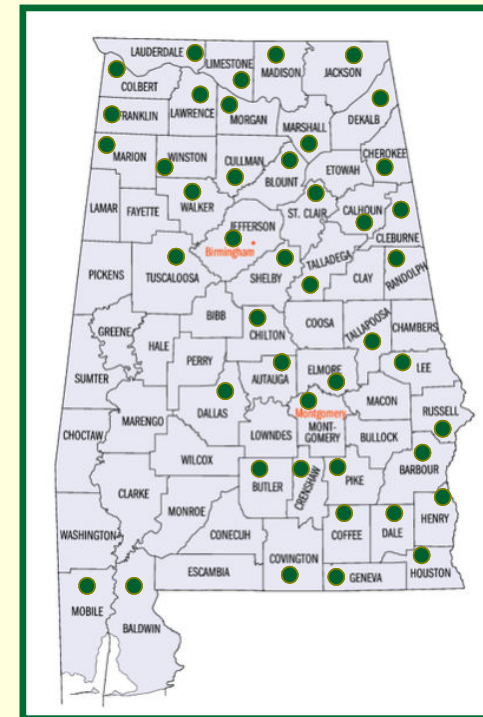 LAUDERDALE
LIMESTONE
MADISON
JACKSON
COLBERT
FRANKLIN
LAWRENCE
MORGAN
MARSHALL
DEKALB
MARION
WINSTON
CULLMAN
BLOUNT
ETOWAH
CHEROKEE
LAMAR
FAYETTE
WALKER
JEFFERSON
Birmingham
ST. CLAIR
CALHOUN
CLEBURNE
PICKENS
TUSCALOOSA
SHELBY
TALLADEGA
CLAY
RANDOLPH
GREENE
HALE
BIBB
CHILTON
COOSA
TALLAPOOSA
CHAMBERS
SUMTER
PERRY
AUTAUGA
ELMORE
LEE
CHOCTAW
MARENGO
DALLAS
LOWNDES
Montgomery
MONT-
GOMERY
MACON
RUSSELL
BULLOCK
CLARKE
WILCOX
BUTLER
CRENSHAW
PIKE
BARBOUR
WASHINGTON
MONROE
CONECUH
COVINGTON
COFFEE
DALE
HENRY
ESCAMBIA
GENEVA
HOUSTON
MOBILE
BALDWIN